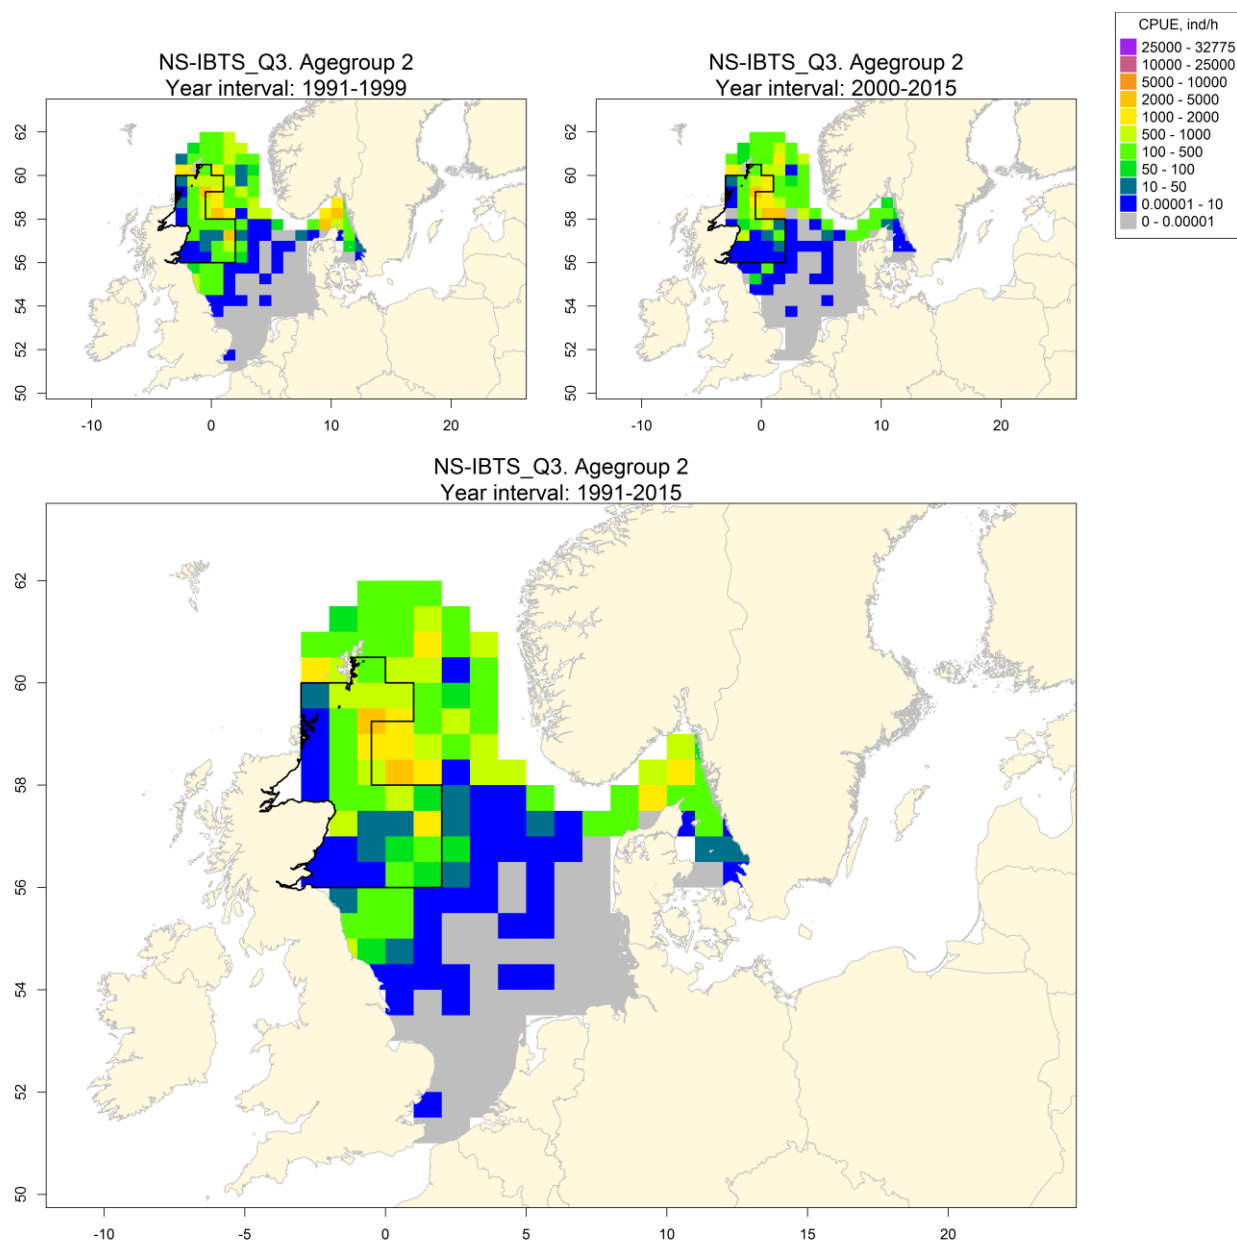 NS-IBTS_Q3. Agegroup 2
Year interval: 1991-1999
62
60
58
56
54
52
50
-10
0
10
20
NS-IBTS_Q3. Agegroup 2
Year interval: 2000-2015
62
60
58
56
54
52
50
-10
0
10
20
CPUE, ind/h
25000 - 32775
10000 - 25000
5000 - 10000
2000 - 5000
1000 - 2000
500 - 1000
100 - 500
50 - 100
10 - 50
0.00001 - 10
0 - 0.00001
NS-IBTS_Q3. Agegroup 2
Year interval: 1991-2015
62
60
58
56
54
52
50
-10
-5
0
5
10
15
20